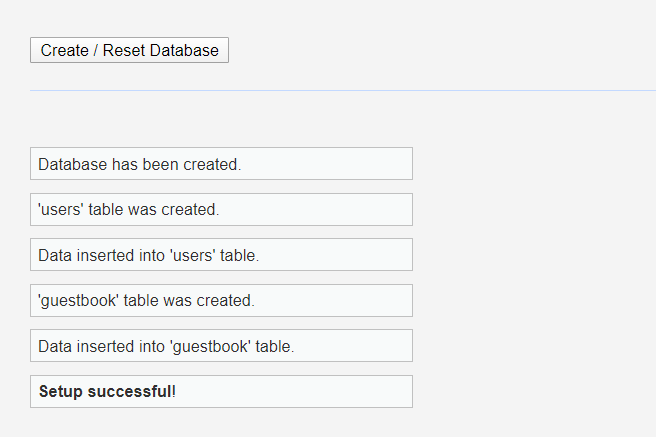 Create / Reset Database
Database has been created.
'users' table was created.
Data inserted into 'users' table.
'guestbook' table was created.
Data inserted into 'guestbook' table.
Setup successful!